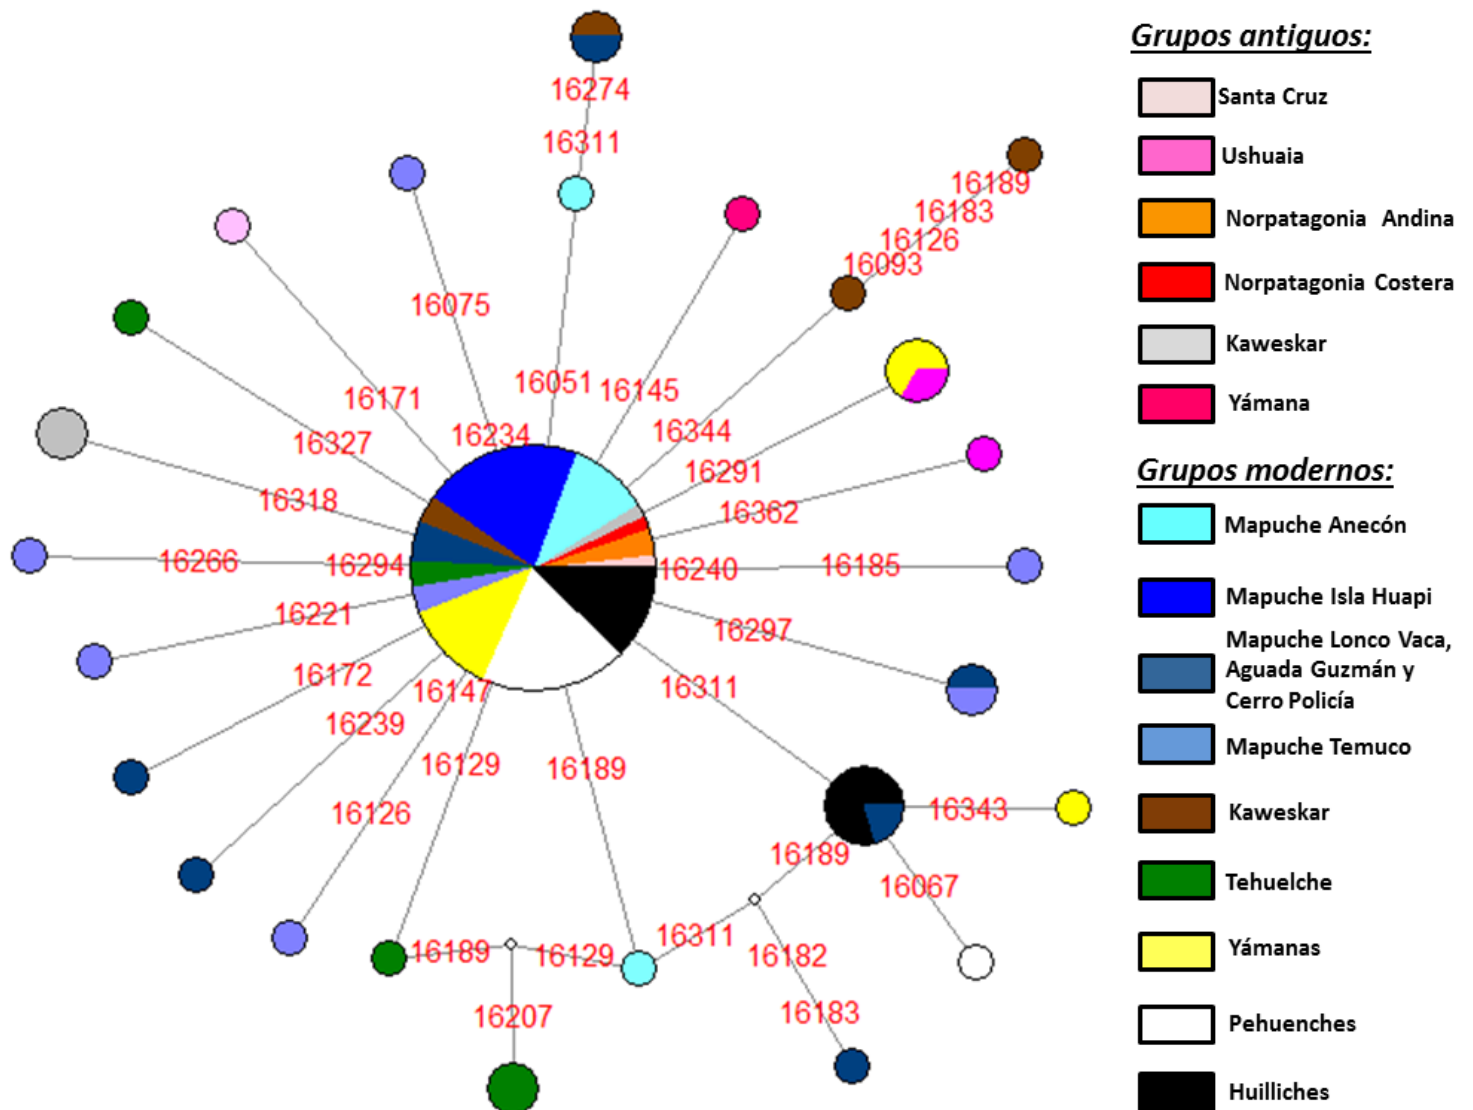 Grupos antiguos:
Santa Cruz
Ushuaia
Norpatagonia Andina
Norpatagonia Costera
Kaweskar
Yámana
Grupos modernos:
Mapuche Anecón
Mapuche Isla Huapi
Mapuche Lonco Vaca,
Aguada Guzmán y
Cerro Policía
Mapuche Temuco
Kaweskar
Tehuelche
Yámanas
Pehuenches
Huilliches
16274
16311
16189
16183
16126
16093
16075
16051
16145
16171
16234
16344
16327
16291
16318
16362
16266
16294
16240
16185
16221
16297
16172
16147
16311
16239
16129
16189
16126
16343
16189
16067
16311
16189
16129
16182
16207
16183